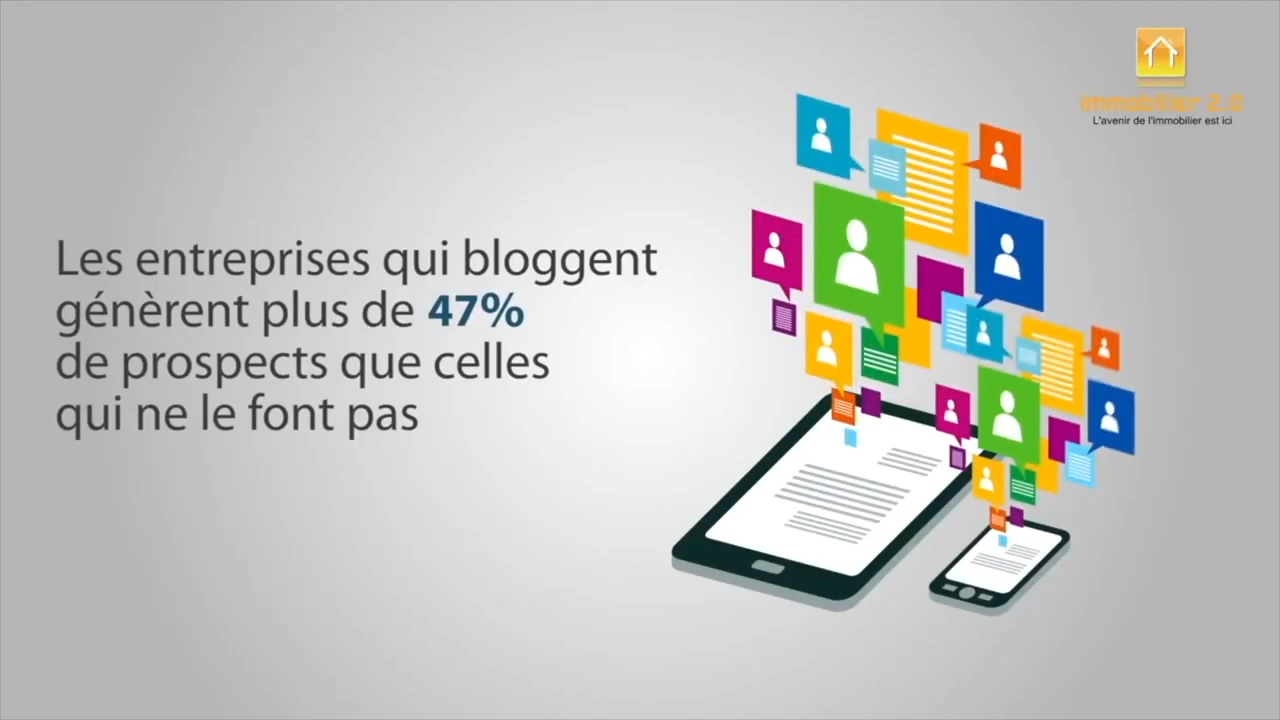 immobilier 2.0
L'avenir de l'immobilier est ici
Les entreprises qui bloggent
génèrent plus de 47%
de prospects que celles
qui ne le font pas